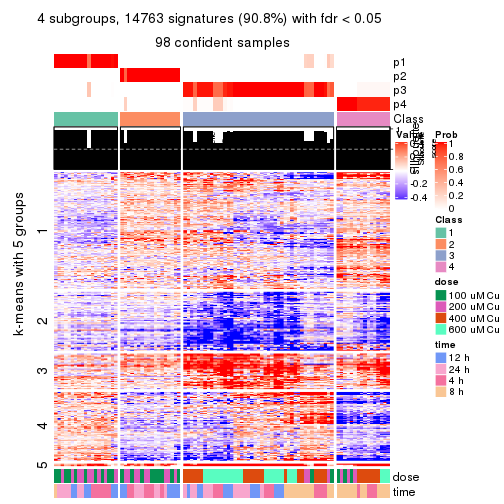 4 subgroups, 14763 signatures (90.8%) with fdr < 0.05
98 confident samples
p1
p2
p3
p4
Class
1
2
3
4
5
k-means with 5 groups
dose
time
Value
-0.2
-0.4
Prob
1
0.8
0.6
0.4
0.2
0
Class
1
2
3
4
dose
100 uM Cu
200 uM Cu
400 uM Cu
600 uM Cu
time
12 h
24 h
4 h
8 h